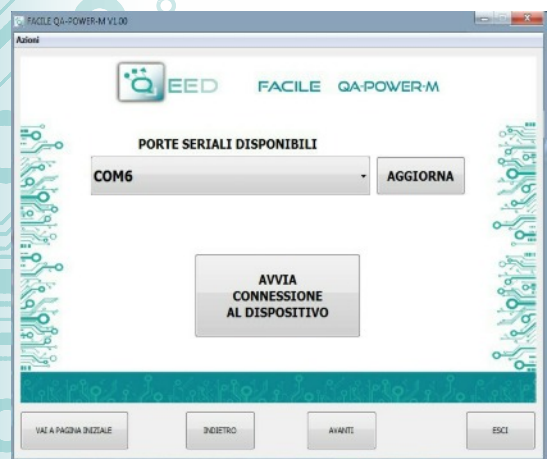 FACILE QA-POWER-M V1.00
Azioni
QEED FACILE QA-POWER-M
PORTE SERIALI DISPONIBILI
COM6 AGGIORNA
AVVIA
CONNESSIONE
AL DISPOSITIVO
VAI A PAGINA INIZIALE INDIETRO AVANTI ESCI